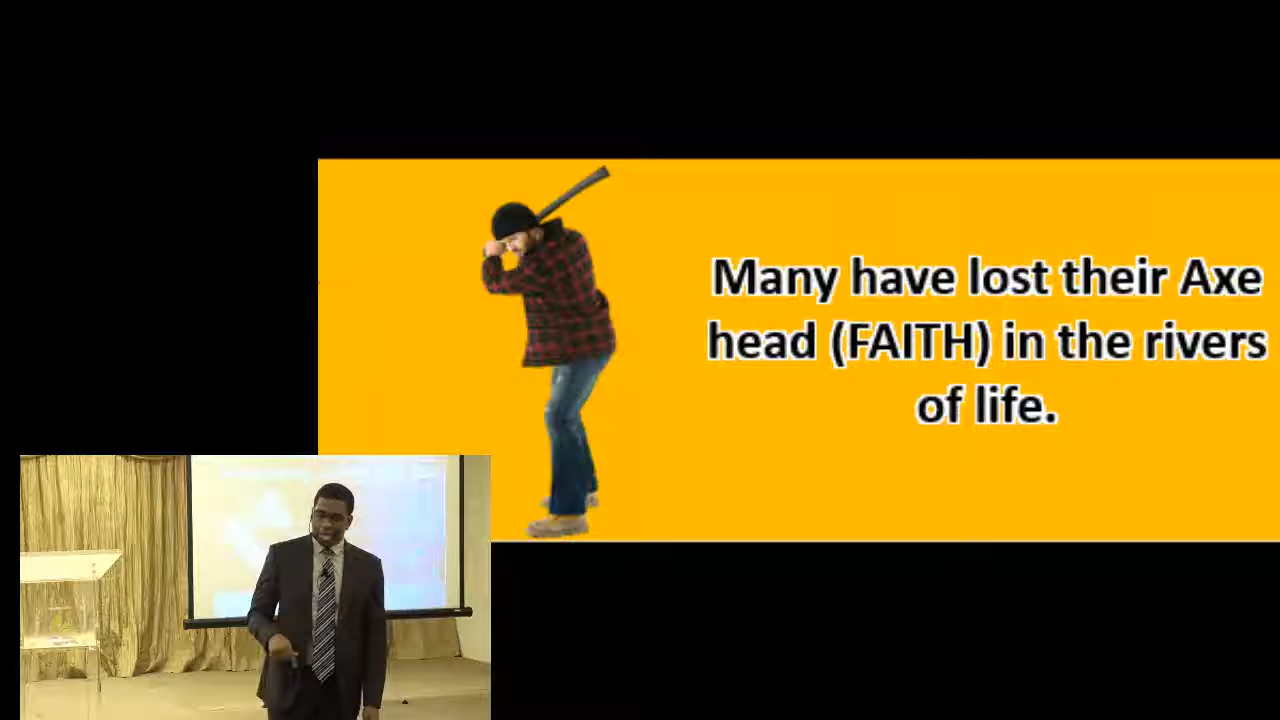 Many have lost their Axe
head (FAITH) in the rivers
of life.